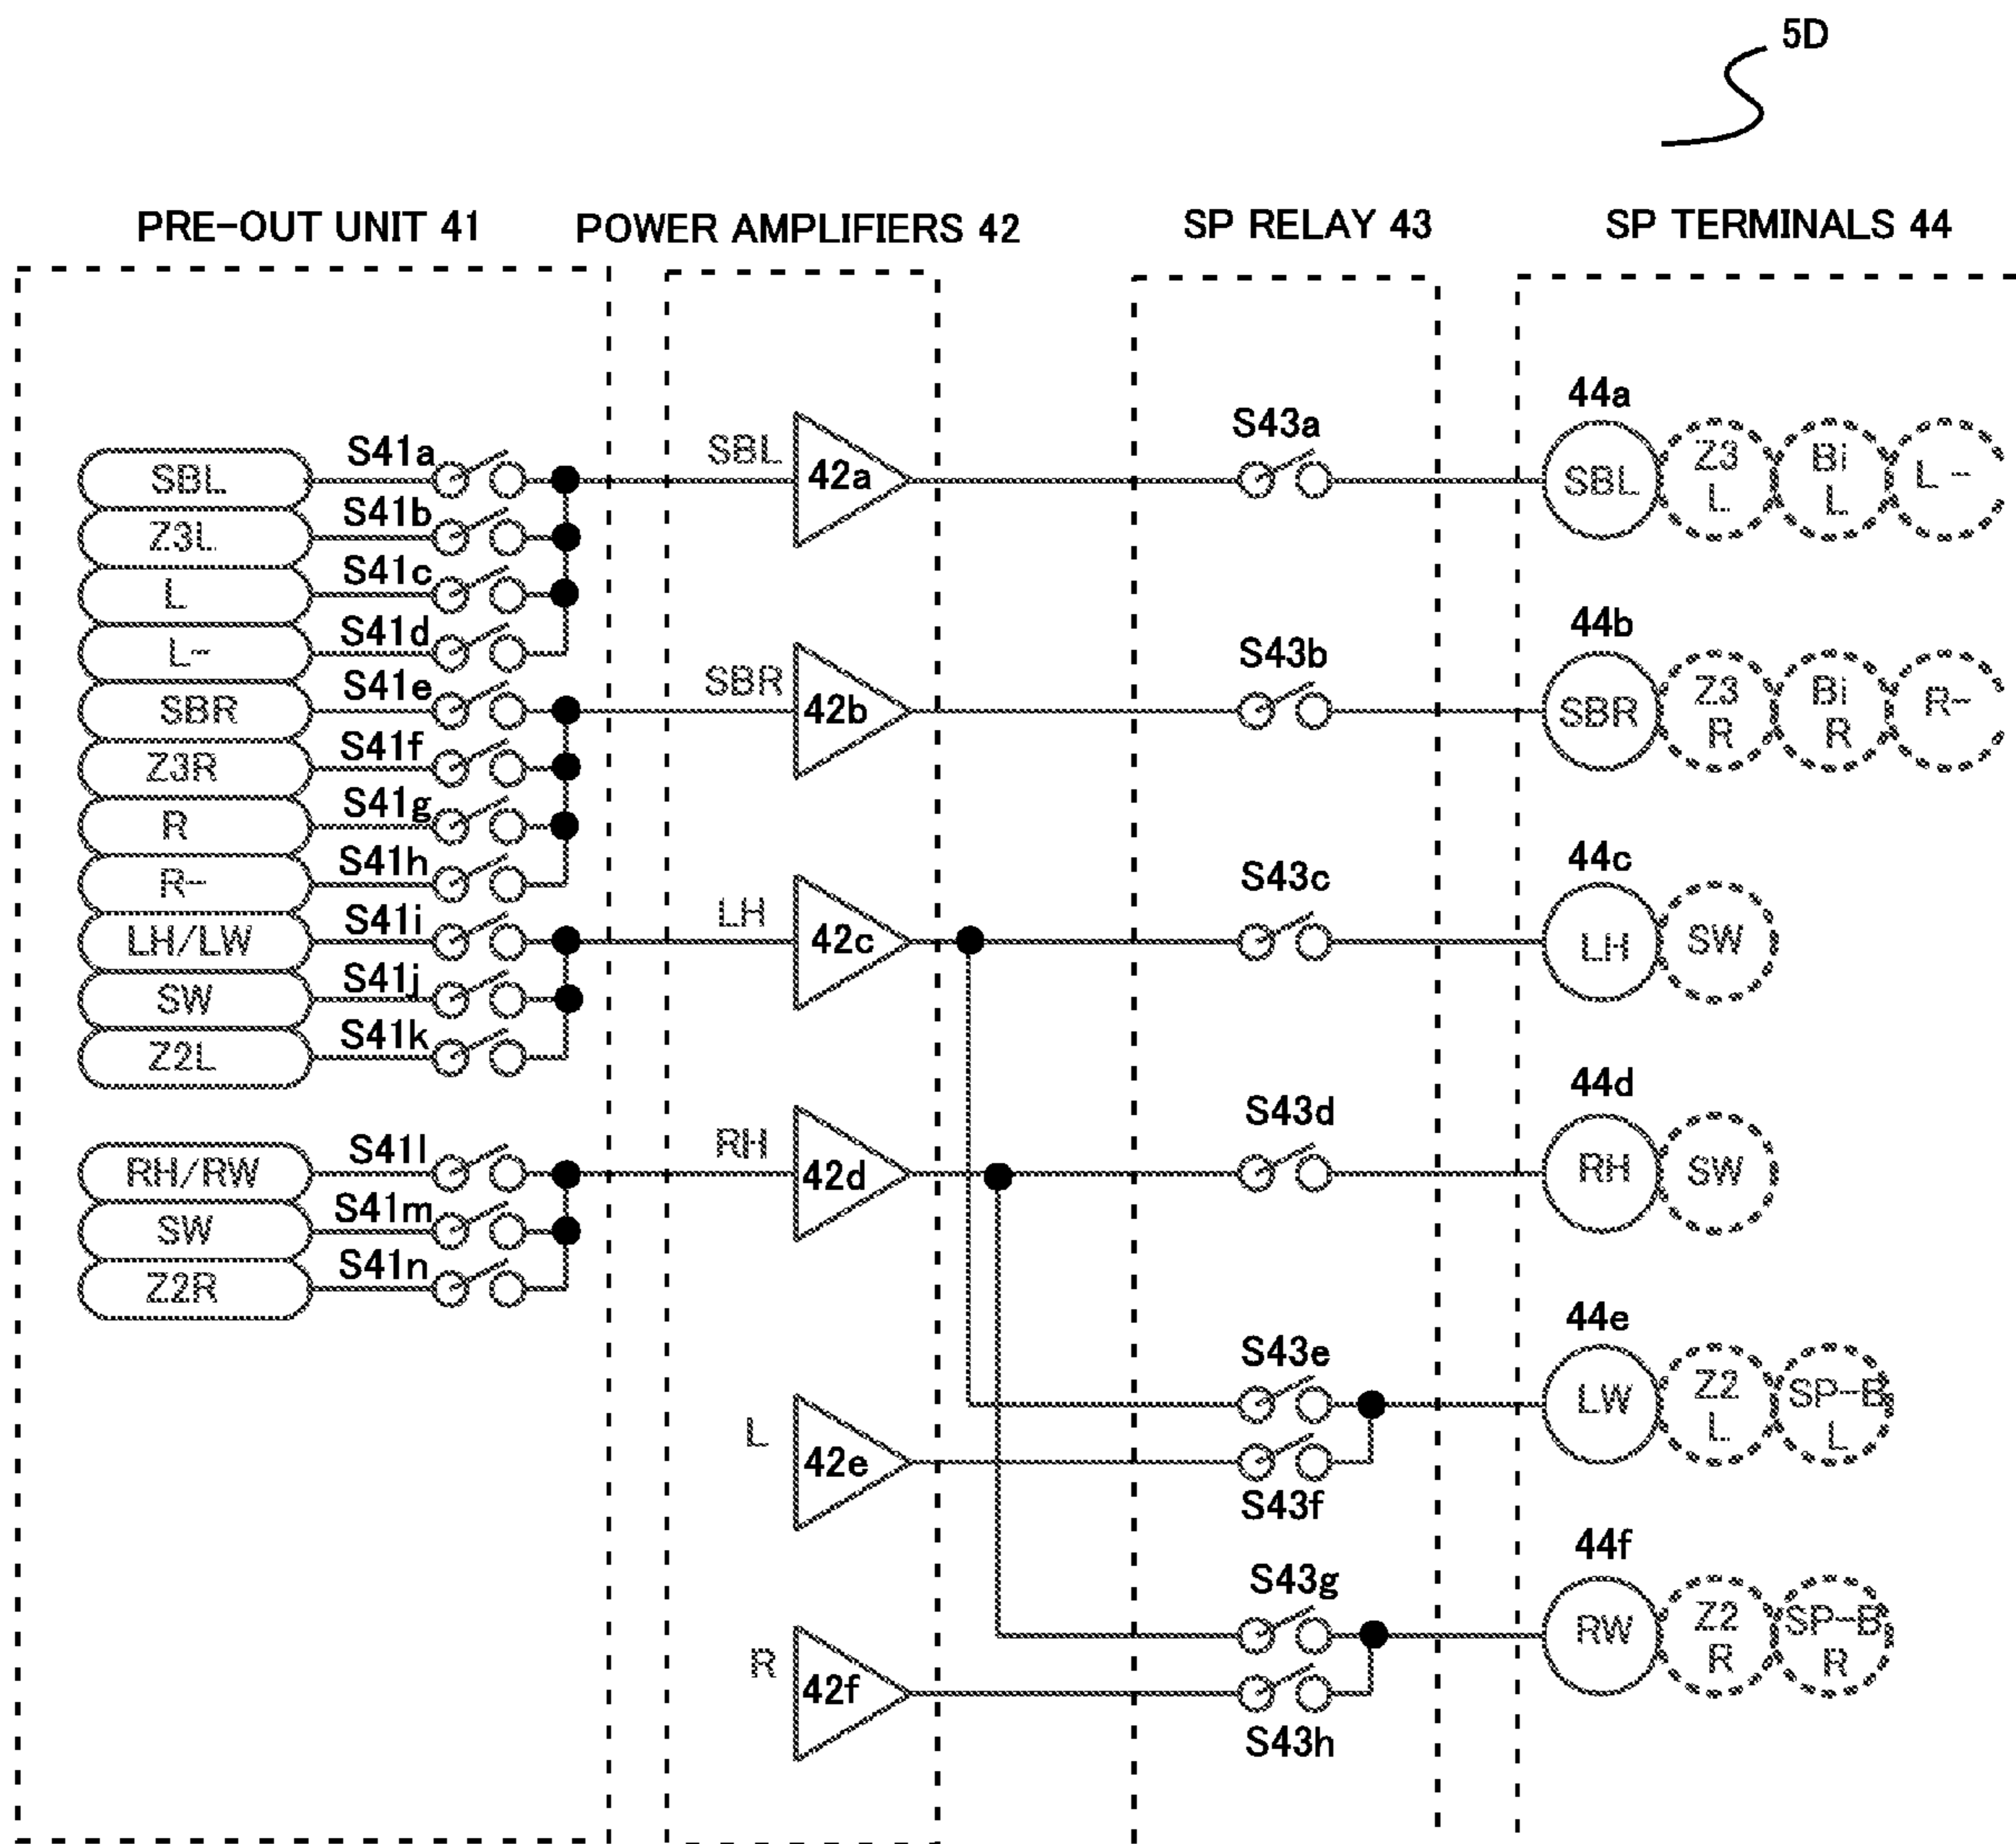 5D
PRE-OUT UNIT 41
POWER AMPLIFIERS 42
SP RELAY 43
SP TERMINALS 44
SBL
S41a
Z3L
S41b
L
S41c
L-
S41d
SBR
S41e
Z3R
S41f
R
S41g
R-
S41h
LH/LW
S41i
SW
S41j
Z2L
S41k
RH/RW
S41l
SW
S41m
Z2R
S41n
SBL
42a
SBR
42b
LH
42c
RH
42d
L
42e
R
42f
S43a
S43b
S43c
S43d
S43e
S43f
S43g
S43h
44a
SBL
Z3
L
Bi
L
L-
44b
SBR
Z3
R
Bi
R
R-
44c
LH
SW
44d
RH
SW
44e
LW
Z2
L
SP-B
L
44f
RW
Z2
R
SP-B
R